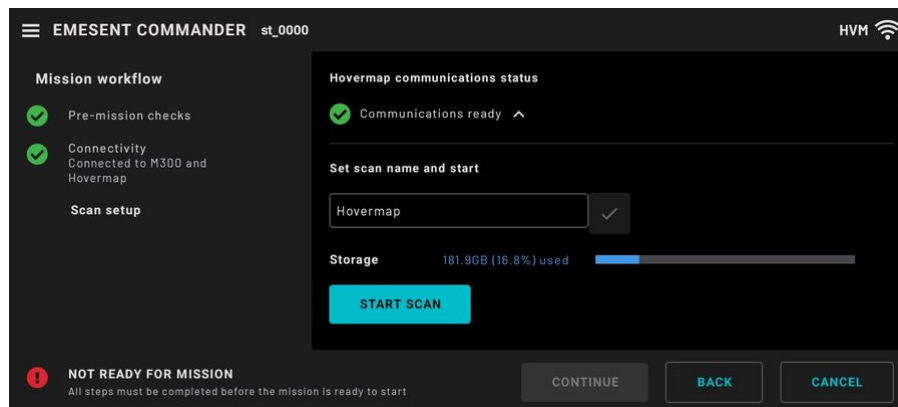 EMESENT COMMANDER st_0000
HVM
Mission workflow
Pre-mission checks
Connectivity
Connected to M300 and
Hovermap
Scan setup
Hovermap communications status
Communications ready
Set scan name and start
Hovermap
Storage 181.9GB (16.8%) used
START SCAN
NOT READY FOR MISSION
All steps must be completed before the mission is ready to start
CONTINUE
BACK
CANCEL